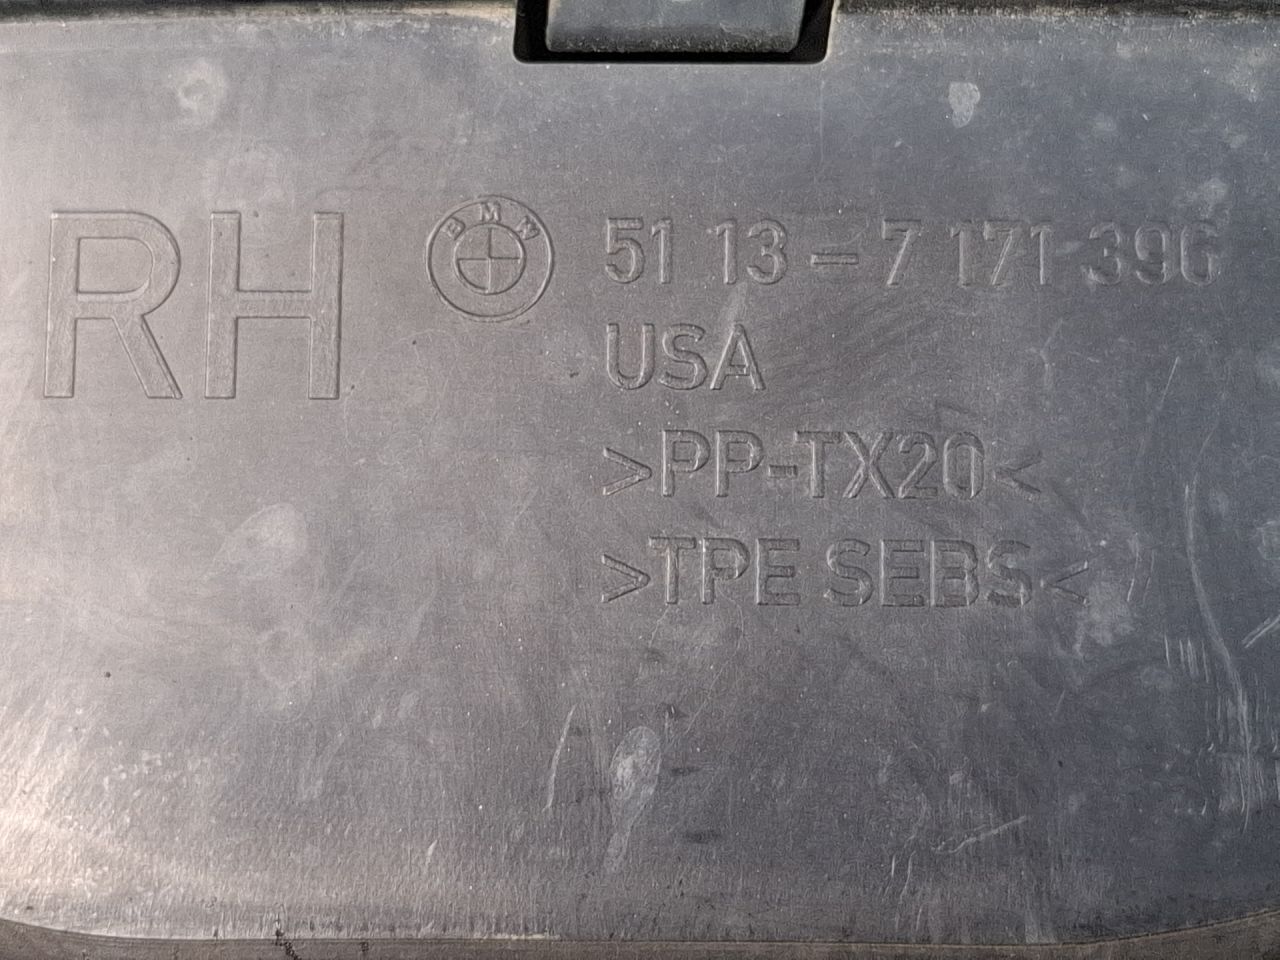 RH BMW 51 13-7 171 396
USA
>PP-TX20<
>TPE SEBS<